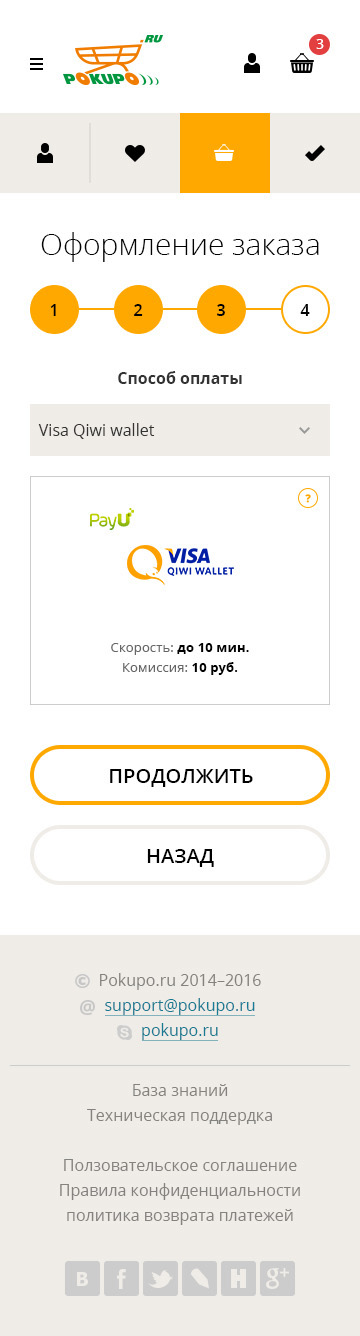 POKUPO.RU
3
Оформление заказа
1 2 3 4
Способ оплаты
Visa Qiwi wallet
?
PayU
VISA
QIWI WALLET
Скорость: до 10 мин.
Комиссия: 10 руб.
ПРОДОЛЖИТЬ
НАЗАД
© Pokupo.ru 2014–2016
@ support@pokupo.ru
pokupo.ru
База знаний
Техническая поддердка
Ползовательское соглашение
Правила конфиденциальности
политика возврата платежей